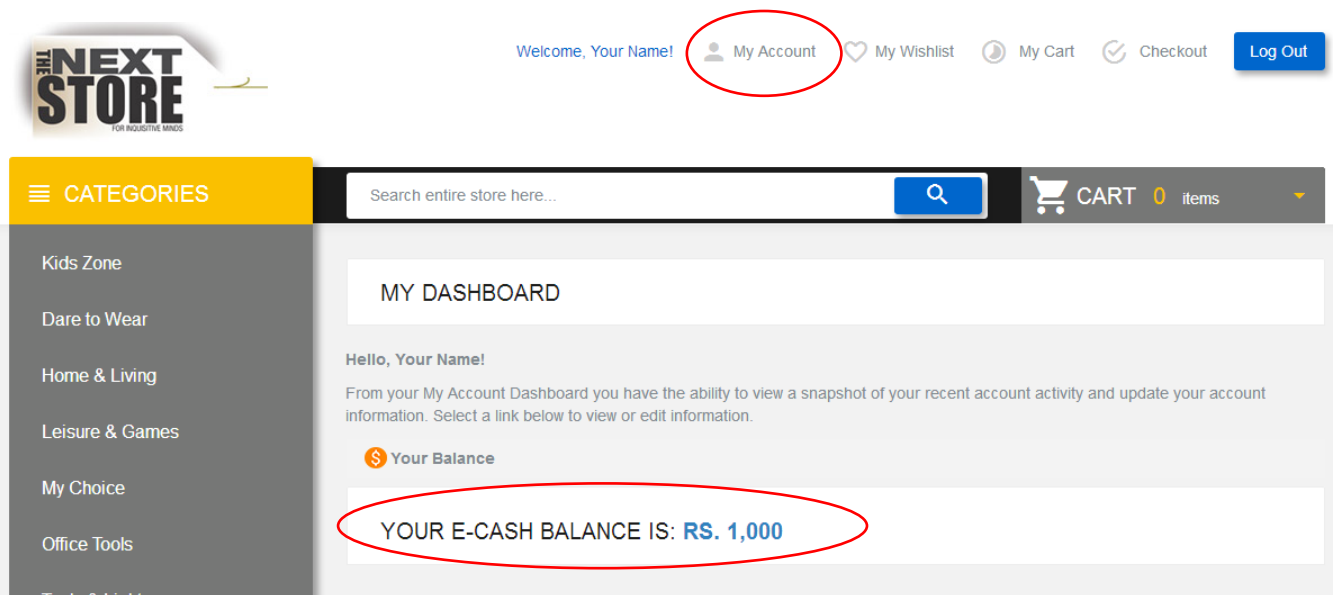 THE NEXT
STORE
FOR INQUISITIVE MINDS
Welcome, Your Name! My Account My Wishlist My Cart Checkout Log Out
CATEGORIES Search entire store here... CART 0 items
Kids Zone
Dare to Wear
Home & Living
Leisure & Games
My Choice
Office Tools
MY DASHBOARD
Hello, Your Name!
From your My Account Dashboard you have the ability to view a snapshot of your recent account activity and update your account
information. Select a link below to view or edit information.
Your Balance
YOUR E-CASH BALANCE IS: RS. 1,000